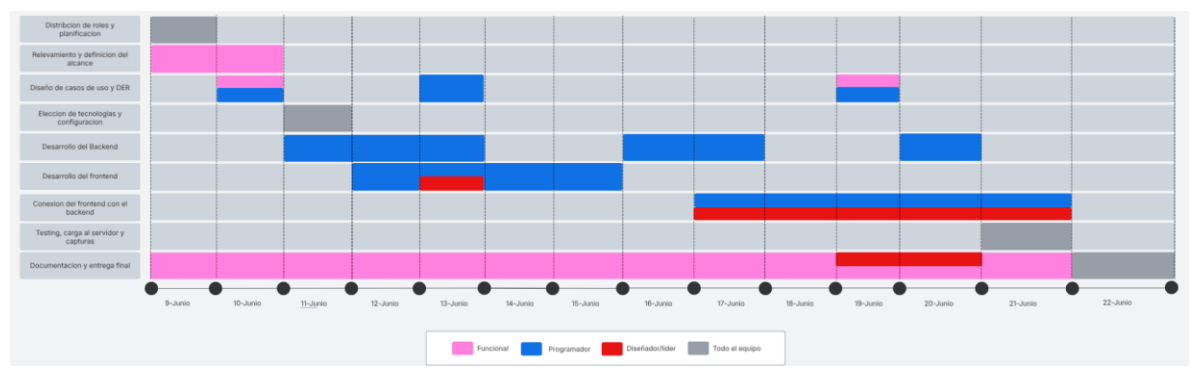 Distribcion de roles y
planificacion
Relevamiento y definicion del
alcance
Diseño de casos de uso y DER
Eleccion de tecnologías y
configuracion
Desarrollo del Backend
Desarrollo del frontend
Conexion del frontend con el
backend
Testing, carga al servidor y
capturas
Documentacion y entrega final
9-Junio
10-Junio
11-Junio
12-Junio
13-Junio
14-Junio
15-Junio
16-Junio
17-Junio
18-Junio
19-Junio
20-Junio
21-Junio
22-Junio
Funcional
Programador
Diseñador/lider
Todo el equipo